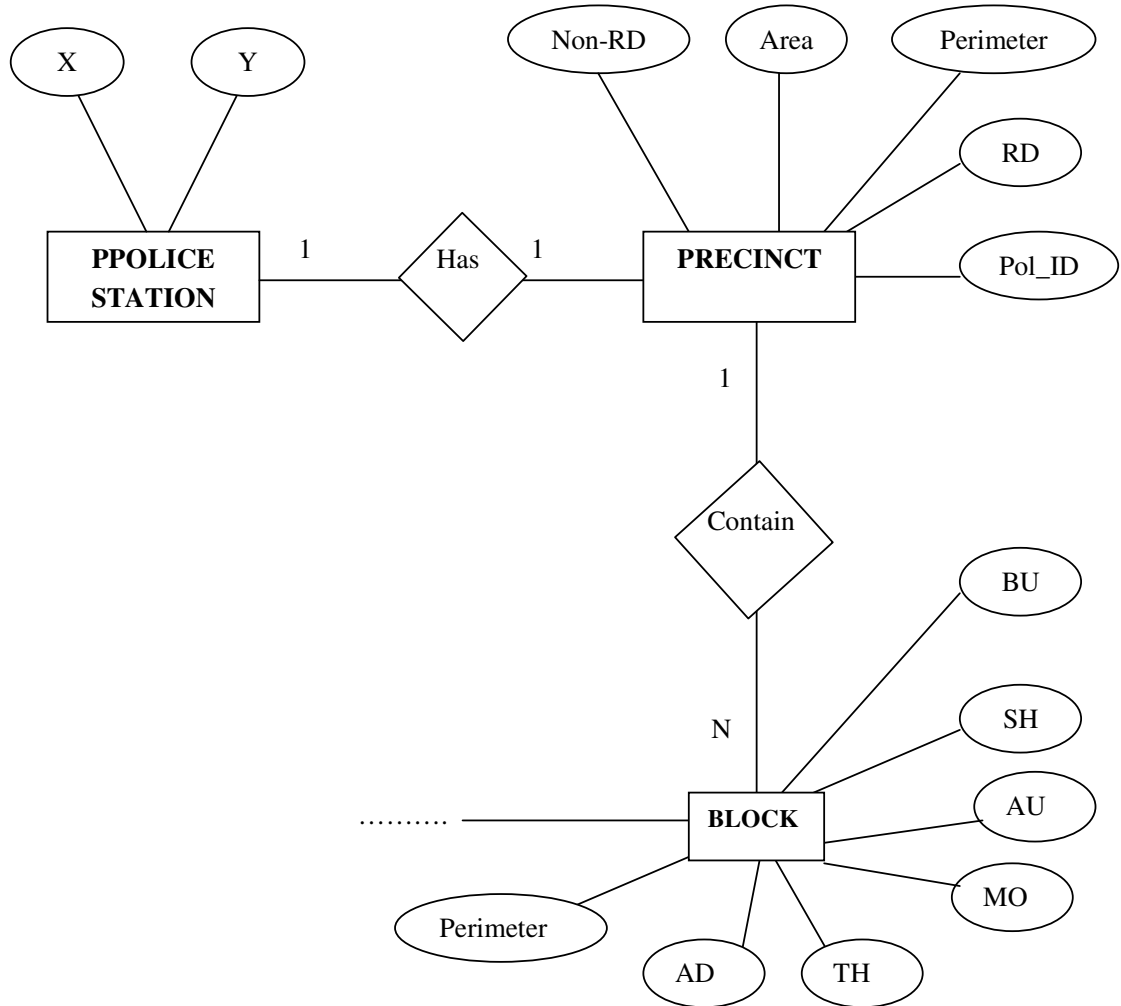 Non-RD
Area
Perimeter
X
Y
RD
PPOLICE
STATION
1
Has
1
PRECINCT
Pol_ID
1
Contain
BU
SH
N
..........
BLOCK
AU
MO
Perimeter
AD
TH